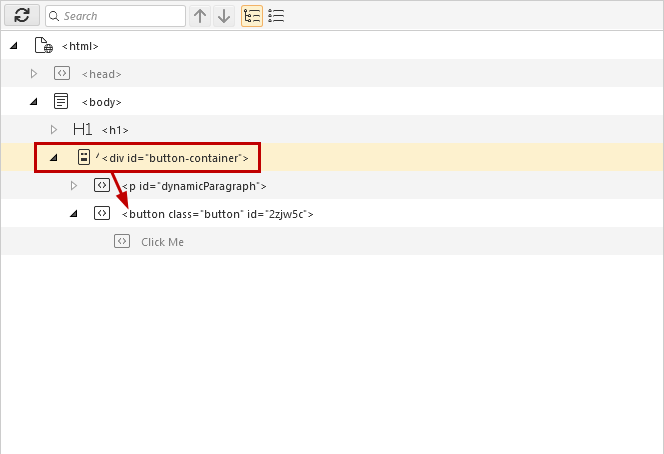 Search
<html>
<head>
<body>
H1 <h1>
<div id="button-container">
<p id="dynamicParagraph">
<button class="button" id="2zjw5c">
Click Me